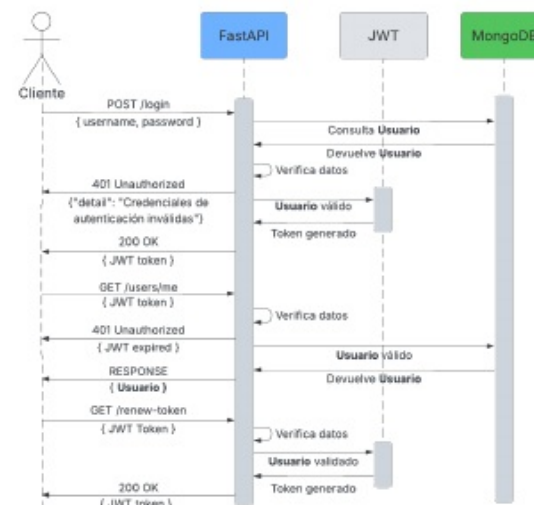 FastAPI
JWT
MongoDB
Cliente
POST /login
{ username, password }
Consulta Usuario
Devuelve Usuario
Verifica datos
401 Unauthorized
{"detail": "Credenciales de
autenticación inválidas"}
Usuario válido
Token generado
200 OK
{ JWT token }
GET /users/me
{ JWT token }
Verifica datos
401 Unauthorized
{ JWT expired }
Usuario válido
Devuelve Usuario
RESPONSE
{ Usuario }
GET /renew-token
{ JWT Token }
Verifica datos
Usuario validado
Token generado
200 OK
{ JWT token }